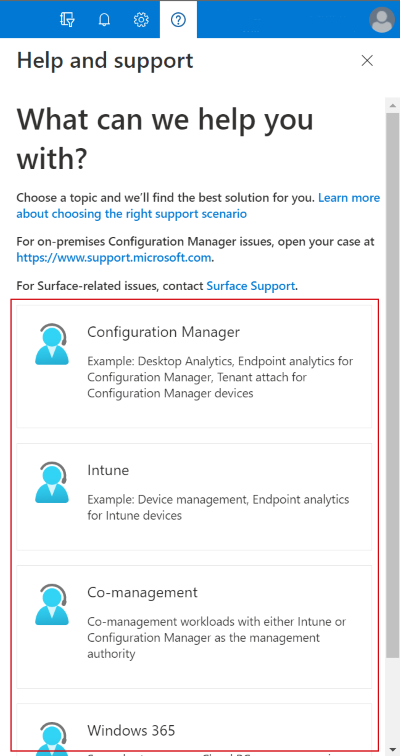 Help and support
What can we help you
with?
Choose a topic and we'll find the best solution for you. Learn more
about choosing the right support scenario
For on-premises Configuration Manager issues, open your case at
https://www.support.microsoft.com.
For Surface-related issues, contact Surface Support.
Configuration Manager
Example: Desktop Analytics, Endpoint analytics for
Configuration Manager, Tenant attach for
Configuration Manager devices
Intune
Example: Device management, Endpoint analytics
for Intune devices
Co-management
Co-management workloads with either Intune or
Configuration Manager as the management
authority
Windows 365